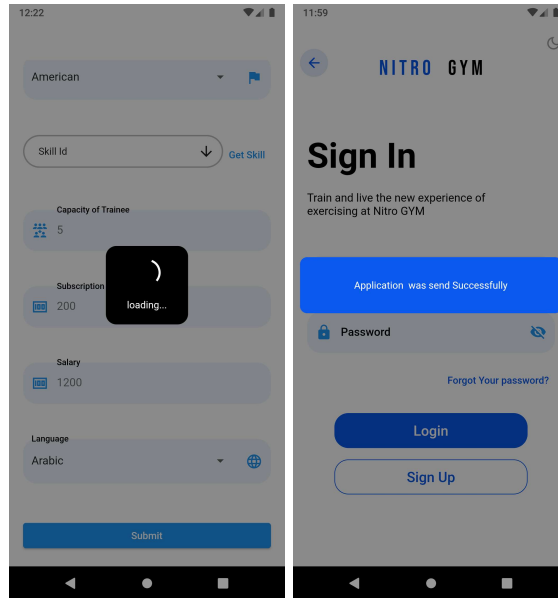 12:22
American
Skill Id
Get Skill
Capacity of Trainee
5
Subscription
200
loading...
Salary
1200
Language
Arabic
Submit
11:59
NITRO GYM
Sign In
Train and live the new experience of
exercising at Nitro GYM
Application was send Successfully
Password
Forgot Your password?
Login
Sign Up